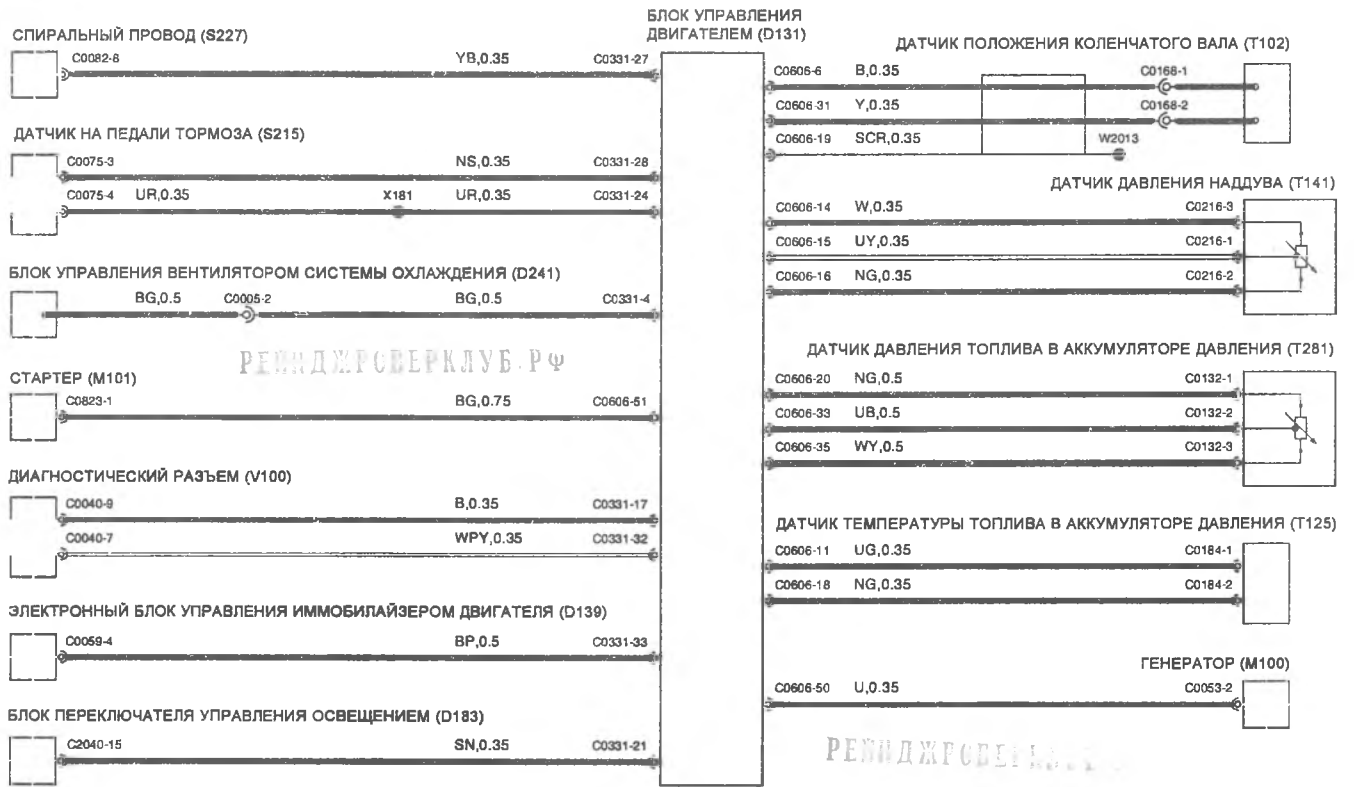 БЛОК УПРАВЛЕНИЯ
ДВИГАТЕЛЕМ (D131)
СПИРАЛЬНЫЙ ПРОВОД (S227)
C0082-8 YB,0.35 C0331-27
ДАТЧИК НА ПЕДАЛИ ТОРМОЗА (S215)
C0075-3 NS,0.35 C0331-28
C0075-4 UR,0.35 X181 UR,0.35 C0331-24
БЛОК УПРАВЛЕНИЯ ВЕНТИЛЯТОРОМ СИСТЕМЫ ОХЛАЖДЕНИЯ (D241)
BG,0.5 C0005-2 BG,0.5 C0331-4
СТАРТЕР (M101)
C0823-1 BG,0.75 C0606-51
ДИАГНОСТИЧЕСКИЙ РАЗЪЕМ (V100)
C0040-9 B,0.35 C0331-17
C0040-7 WPY,0.35 C0331-32
ЭЛЕКТРОННЫЙ БЛОК УПРАВЛЕНИЯ ИММОБИЛАЙЗЕРОМ ДВИГАТЕЛЯ (D139)
C0059-4 BP,0.5 C0331-33
БЛОК ПЕРЕКЛЮЧАТЕЛЯ УПРАВЛЕНИЯ ОСВЕЩЕНИЕМ (D183)
C2040-15 SN,0.35 C0331-21
ДАТЧИК ПОЛОЖЕНИЯ КОЛЕНЧАТОГО ВАЛА (T102)
C0606-6 B,0.35 C0168-1
C0606-31 Y,0.35 C0168-2
C0606-19 SCR,0.35 W2013
ДАТЧИК ДАВЛЕНИЯ НАДДУВА (T141)
C0606-14 W,0.35 C0216-3
C0606-15 UY,0.35 C0216-1
C0606-16 NG,0.35 C0216-2
ДАТЧИК ДАВЛЕНИЯ ТОПЛИВА В АККУМУЛЯТОРЕ ДАВЛЕНИЯ (T281)
C0606-20 NG,0.5 C0132-1
C0606-33 UB,0.5 C0132-2
C0606-35 WY,0.5 C0132-3
ДАТЧИК ТЕМПЕРАТУРЫ ТОПЛИВА В АККУМУЛЯТОРЕ ДАВЛЕНИЯ (T125)
C0606-11 UG,0.35 C0184-1
C0606-18 NG,0.35 C0184-2
ГЕНЕРАТОР (M100)
C0606-50 U,0.35 C0053-2
РЕЙНДЖРОВЕРКЛУБ.РФ